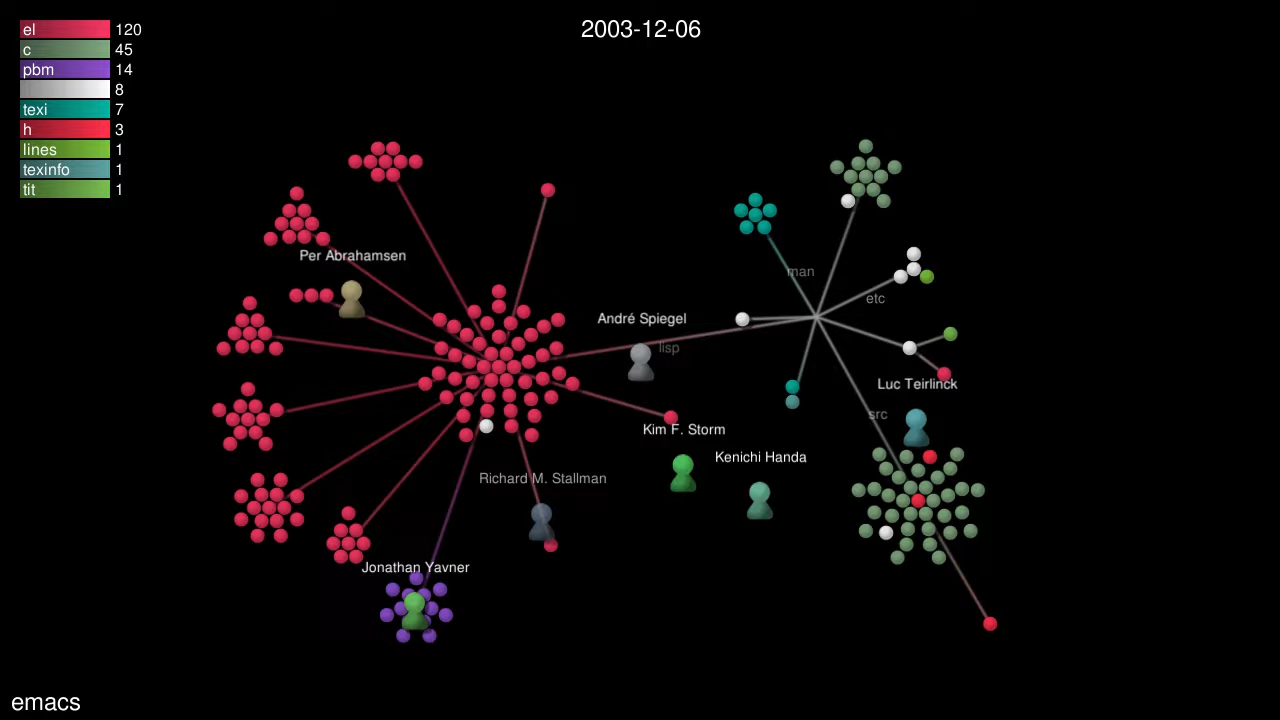 2003-12-06
el 120
c 45
pbm 14
8
texi 7
h 3
lines 1
texinfo 1
tit 1
Per Abrahamsen
man
etc
André Spiegel
lisp
Luc Teirlinck
src
Kim F. Storm
Kenichi Handa
Richard M. Stallman
Jonathan Yavner
emacs